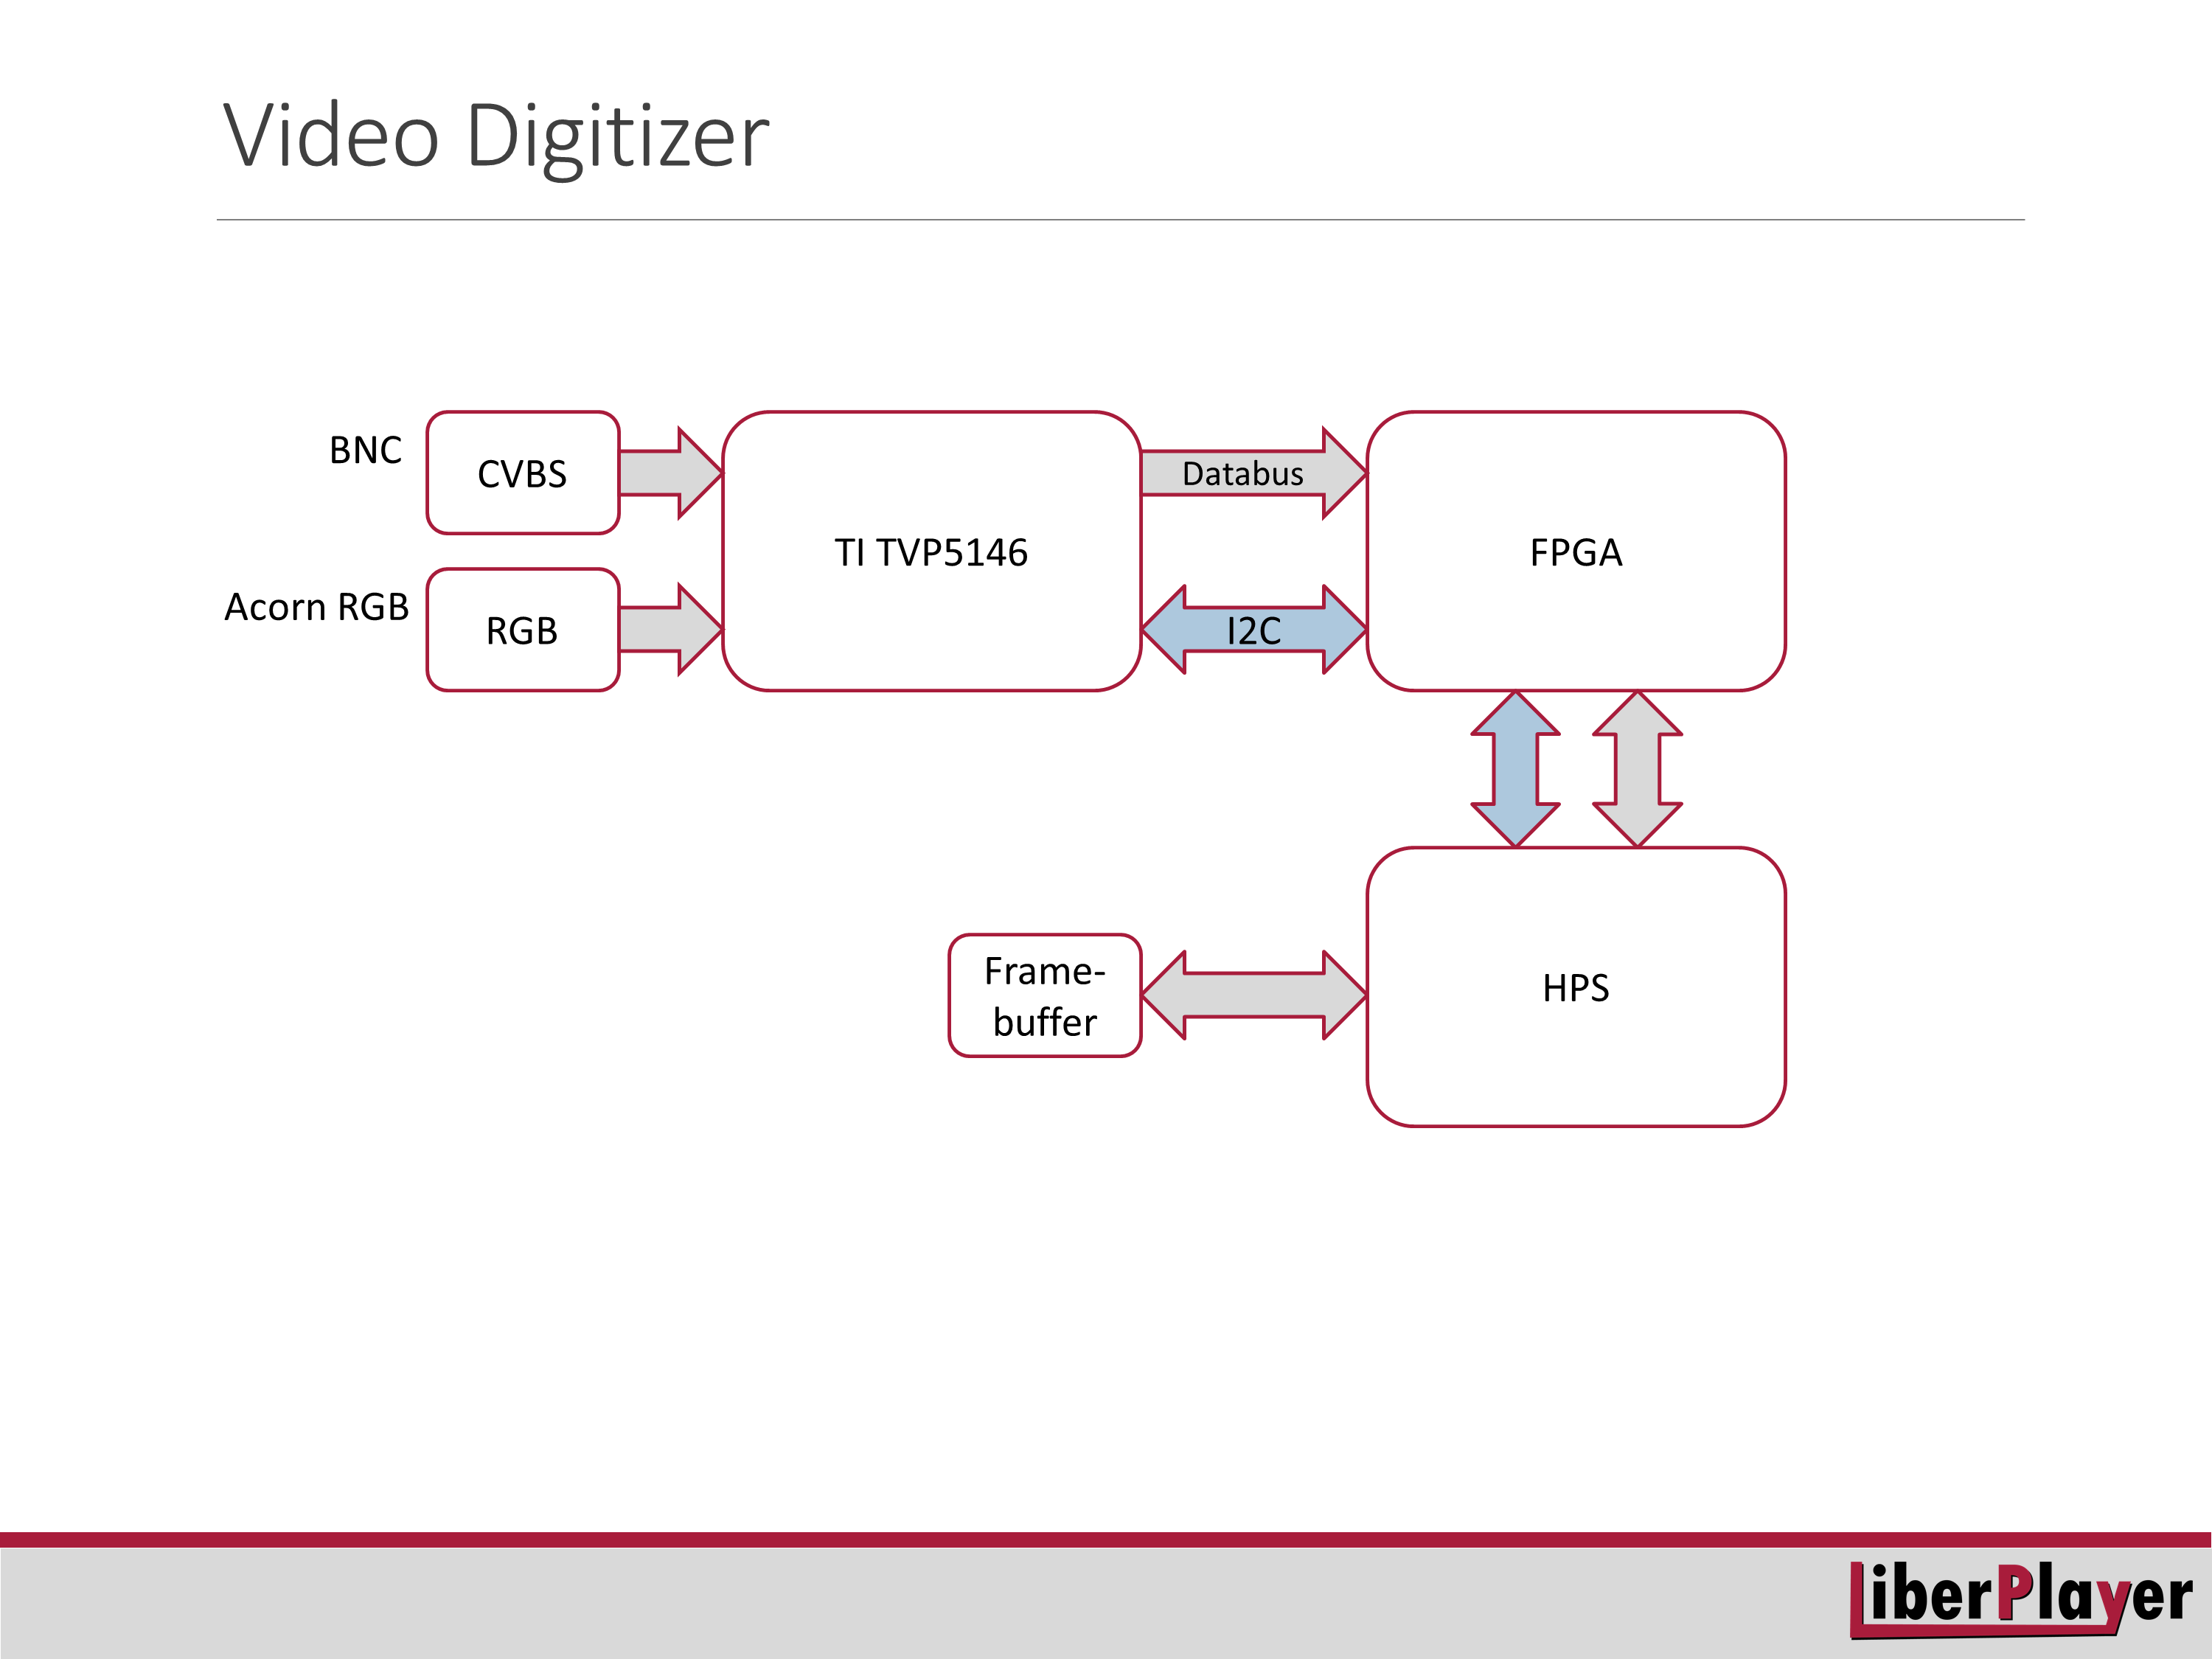 Video Digitizer
BNC
CVBS
Acorn RGB
RGB
TI TVP5146
Databus
I2C
FPGA
Frame-
buffer
HPS
LiberPlayer